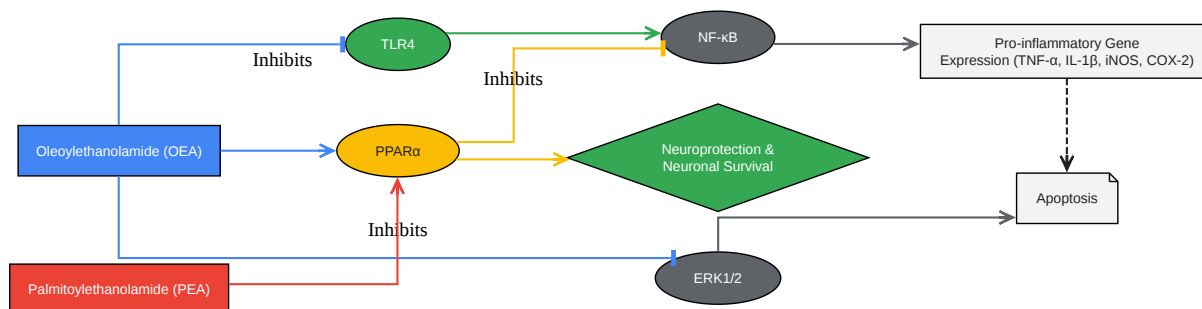 TLR4
NF-κB
Pro-inflammatory Gene
Expression (TNF-α, IL-1β, iNOS, COX-2)
Inhibits
Inhibits
Oleoylethanolamide (OEA)
PPARα
Neuroprotection &
Neuronal Survival
Apoptosis
Inhibits
Palmitoylethanolamide (PEA)
ERK1/2